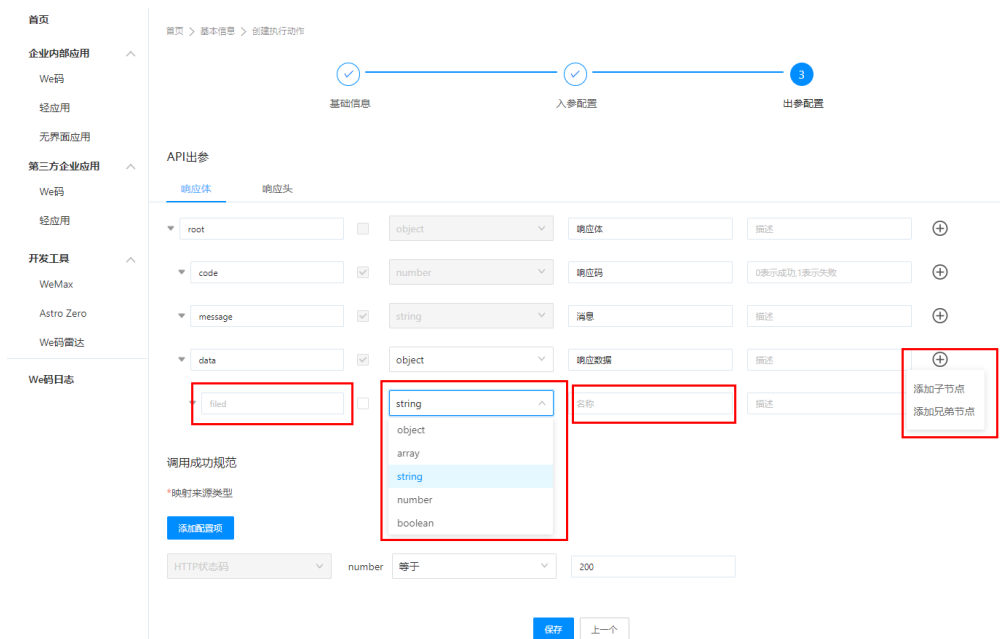 首页
企业内部应用
We码
轻应用
无界面应用
第三方企业应用
We码
轻应用
开发工具
WeMax
Astro Zero
We码雷达
We码日志
首页 > 基本信息 > 创建执行动作
基础信息
入参配置
3
出参配置
API出参
响应体 响应头
root object 响应体 描述
code number 响应码 0表示成功,1表示失败
message string 消息 描述
data object 响应数据 描述
添加子节点
添加兄弟节点
filed string 名称 描述
object
array
string
number
boolean
调用成功规范
*映射来源类型
添加配置项
HTTP状态码 number 等于 200
保存 上一个